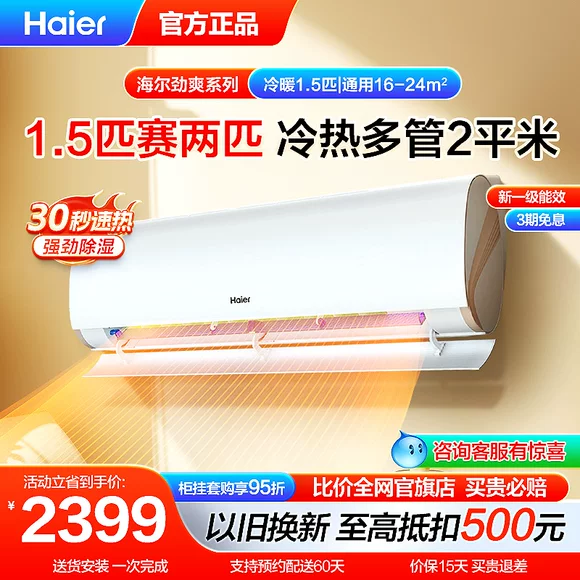 Haier 官方正品
海尔劲爽系列 冷暖1.5匹|通用16-24m²
1.5匹赛两匹 冷热多管2平米
新一级能效
3期免息
30秒速热
强劲除湿
Haier
咨询客服有惊喜
活动立省到手价:
¥2399
柜挂套购享95折 比价全网官旗店 买贵必赔
以旧换新 至高抵扣500元
送货安装 一次完成 支持预约配送60天 价保15天 买贵退差